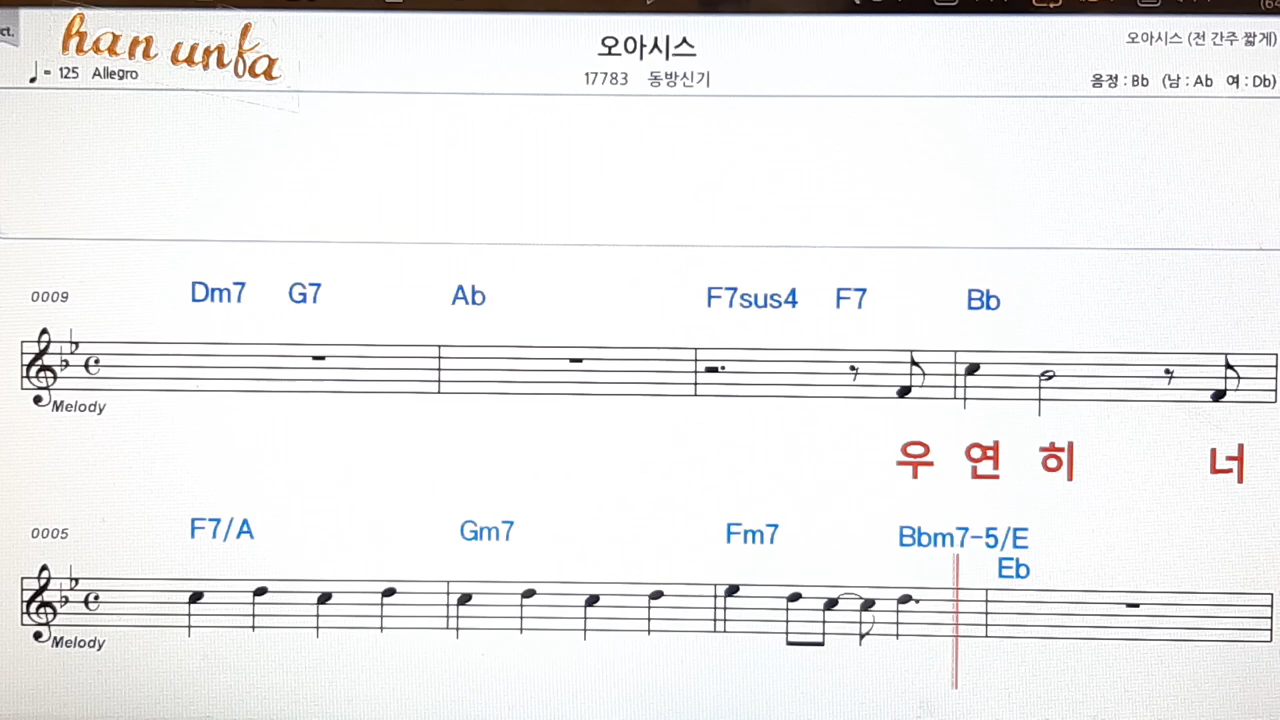 ct.
han unfa
오아시스
오아시스 (전 간주 짧게)
♩= 125 Allegro
17783 동방신기
음정 : Bb (남 : Ab 여 : Db)
0009 Dm7 G7 Ab F7sus4 F7 Bb
Melody
우 연 히 너
0005 F7/A Gm7 Fm7 Bbm7-5/E
Eb
Melody